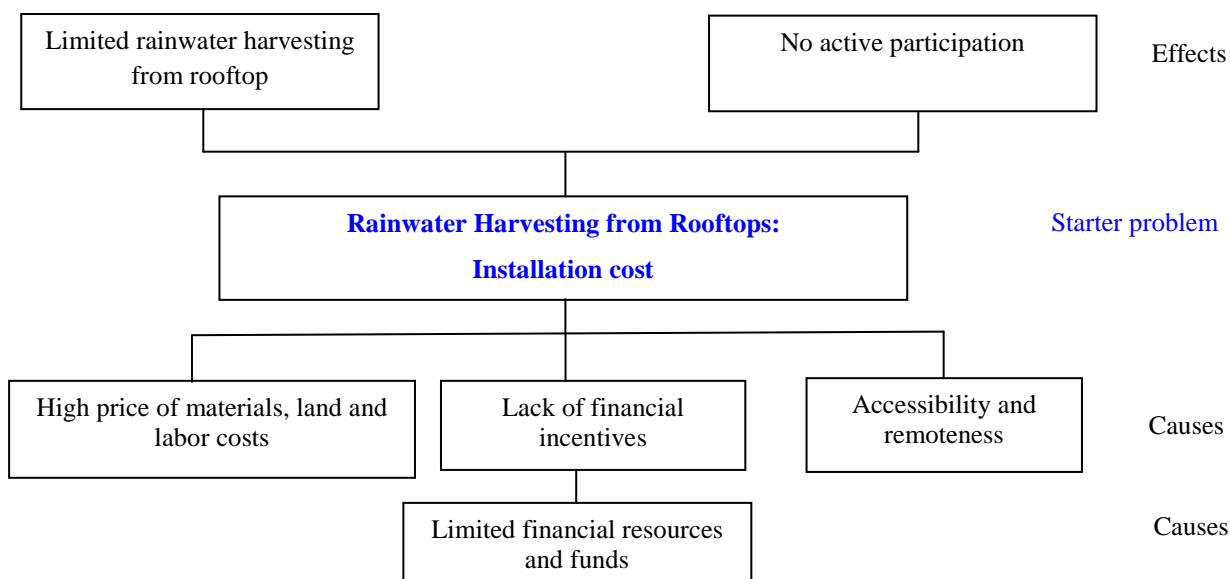 Limited rainwater harvesting
from rooftop
No active participation
Effects
Rainwater Harvesting from Rooftops:
Installation cost
Starter problem
High price of materials, land and
labor costs
Lack of financial
incentives
Accessibility and
remoteness
Causes
Limited financial resources
and funds
Causes